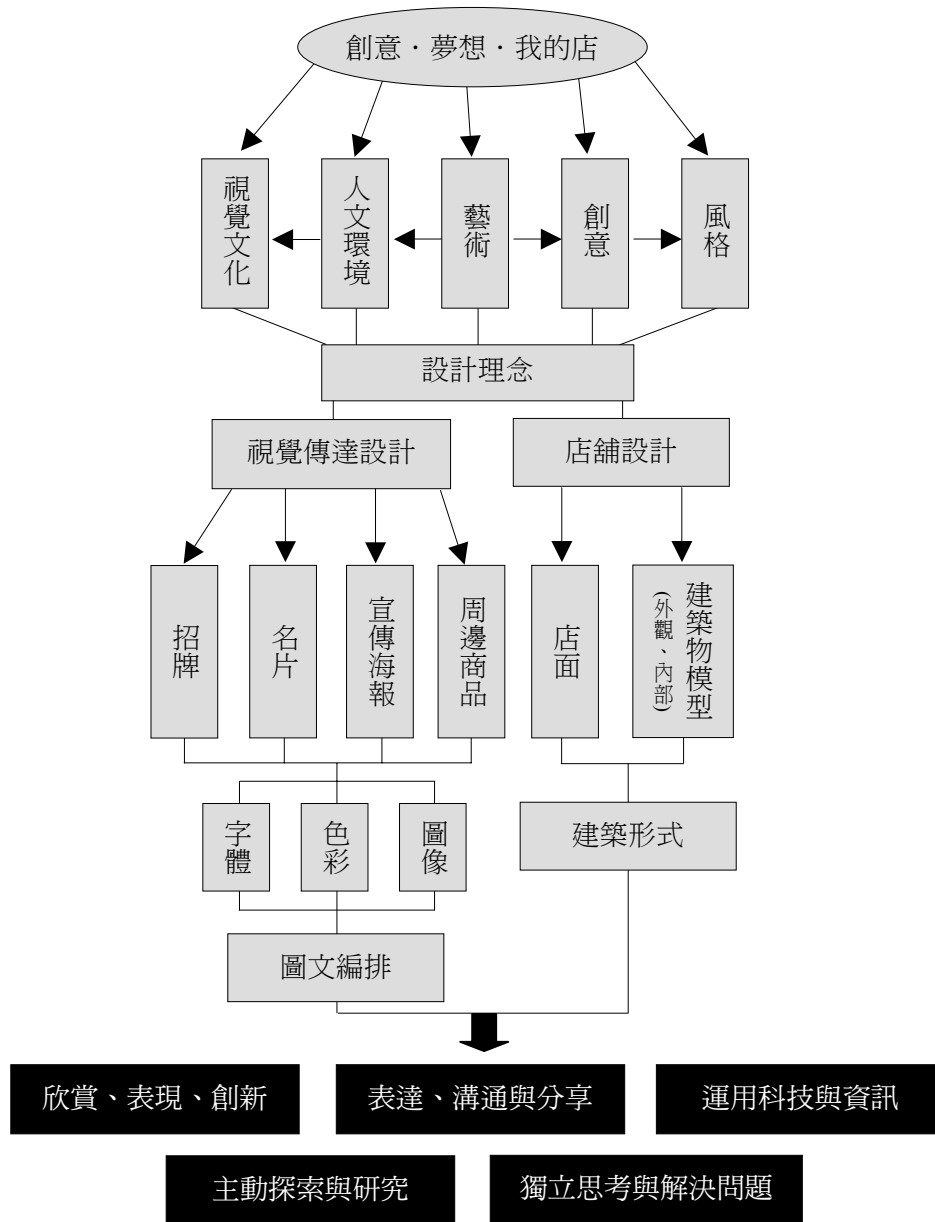 創意．夢想．我的店
視覺文化
人文環境
藝術
創意
風格
設計理念
視覺傳達設計
店舖設計
招牌
名片
宣傳海報
周邊商品
店面
建築物模型
(外觀、內部)
字體
色彩
圖像
建築形式
圖文編排
欣賞、表現、創新
表達、溝通與分享
運用科技與資訊
主動探索與研究
獨立思考與解決問題